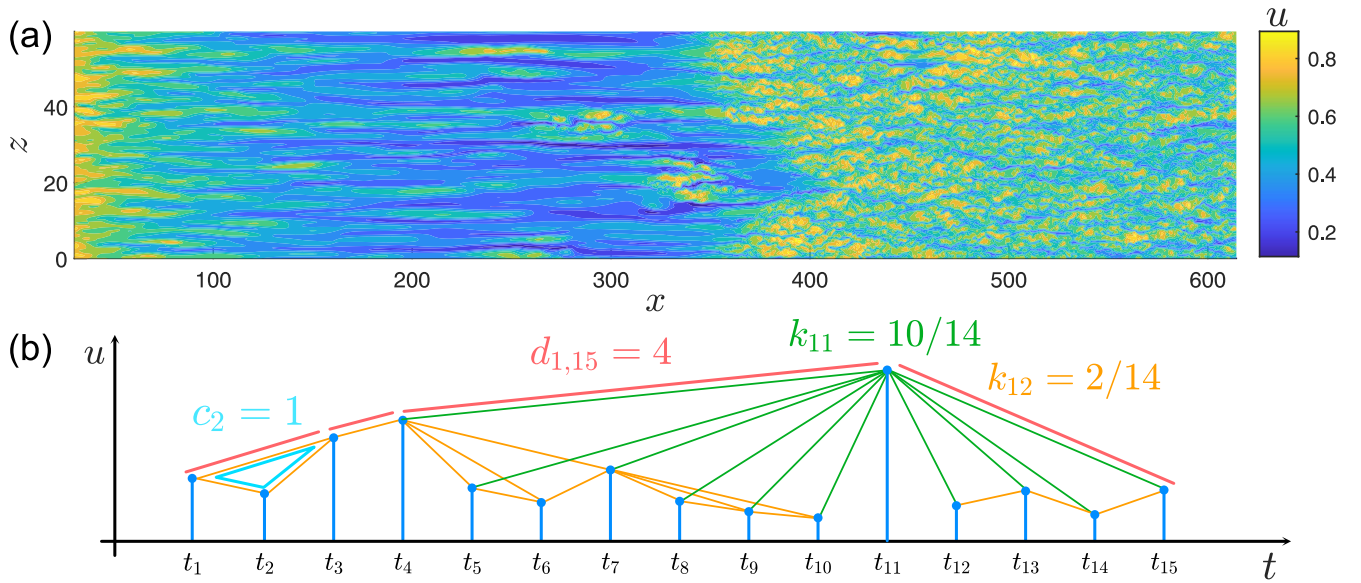 (a)
u
z
40
20
0
100
200
300
400
500
600
x
0.8
0.6
0.4
0.2
(b)
u
c₂ = 1
d₁,₁₅ = 4
k₁₁ = 10/14
k₁₂ = 2/14
t₁ t₂ t₃ t₄ t₅ t₆ t₇ t₈ t₉ t₁₀ t₁₁ t₁₂ t₁₃ t₁₄ t₁₅
t